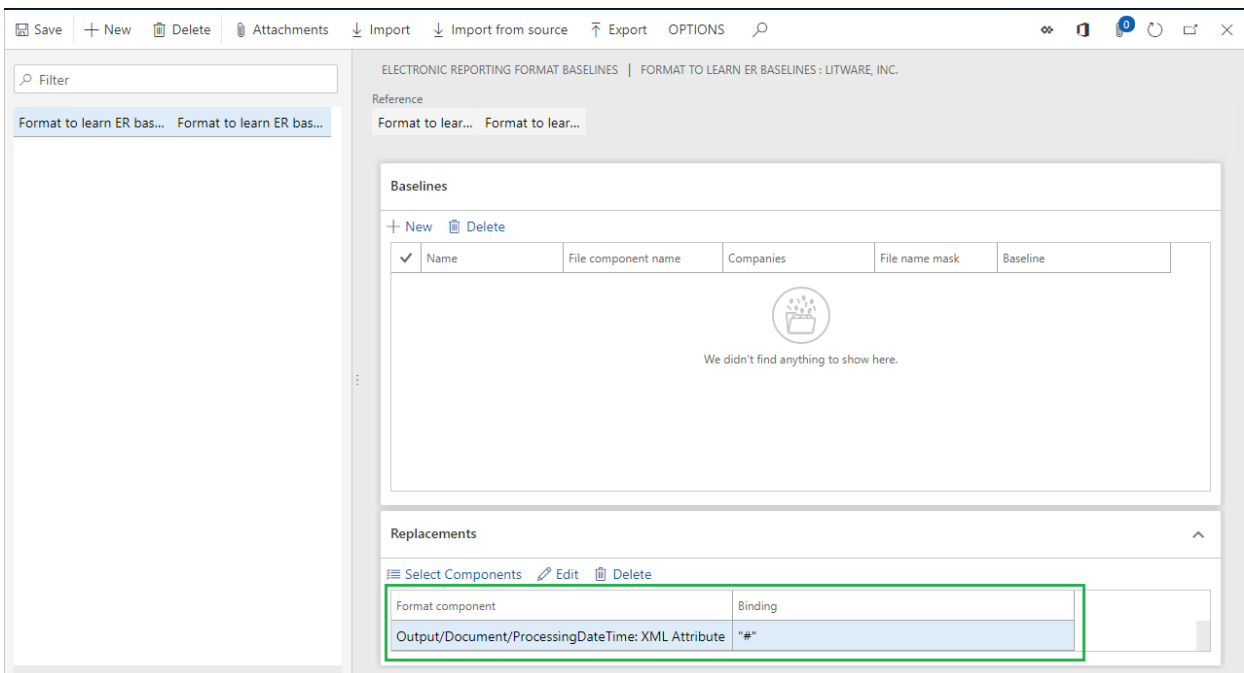 Save New Delete Attachments Import Import from source Export OPTIONS 0
Filter
Format to learn ER bas... Format to learn ER bas...
ELECTRONIC REPORTING FORMAT BASELINES | FORMAT TO LEARN ER BASELINES : LITWARE, INC.
Reference
Format to lear... Format to lear...
Baselines
New Delete
Name File component name Companies File name mask Baseline
We didn't find anything to show here.
Replacements
Select Components Edit Delete
Format component Binding
Output/Document/ProcessingDateTime: XML Attribute "#"